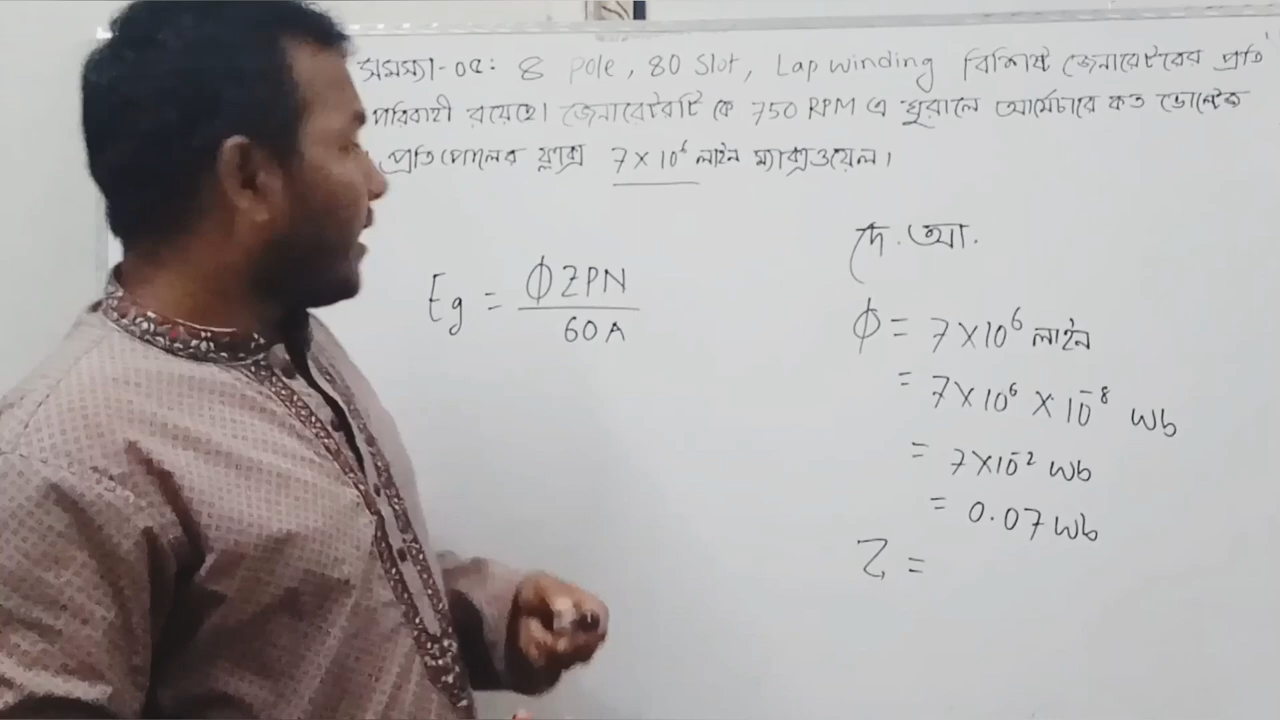 সমস্যা-০৫: 8 Pole, 80 Slot, Lap winding বিশিষ্ট জেনারেটরের প্রতি
পরিবাহী রয়েছে। জেনারেটরটি কে 750 RPM এ ঘুরালে আর্মেচারে কত ভোল্টেজ
প্রতিপোলের ফ্লাক্স 7×10⁶ লাইন ম্যাক্সওয়েল।
দে.আ.
Eg = ϕZPN / 60A
ϕ = 7×10⁶ লাইন
= 7×10⁶ × 10⁻⁸ Wb
= 7×10⁻² Wb
= 0.07 Wb
Z =